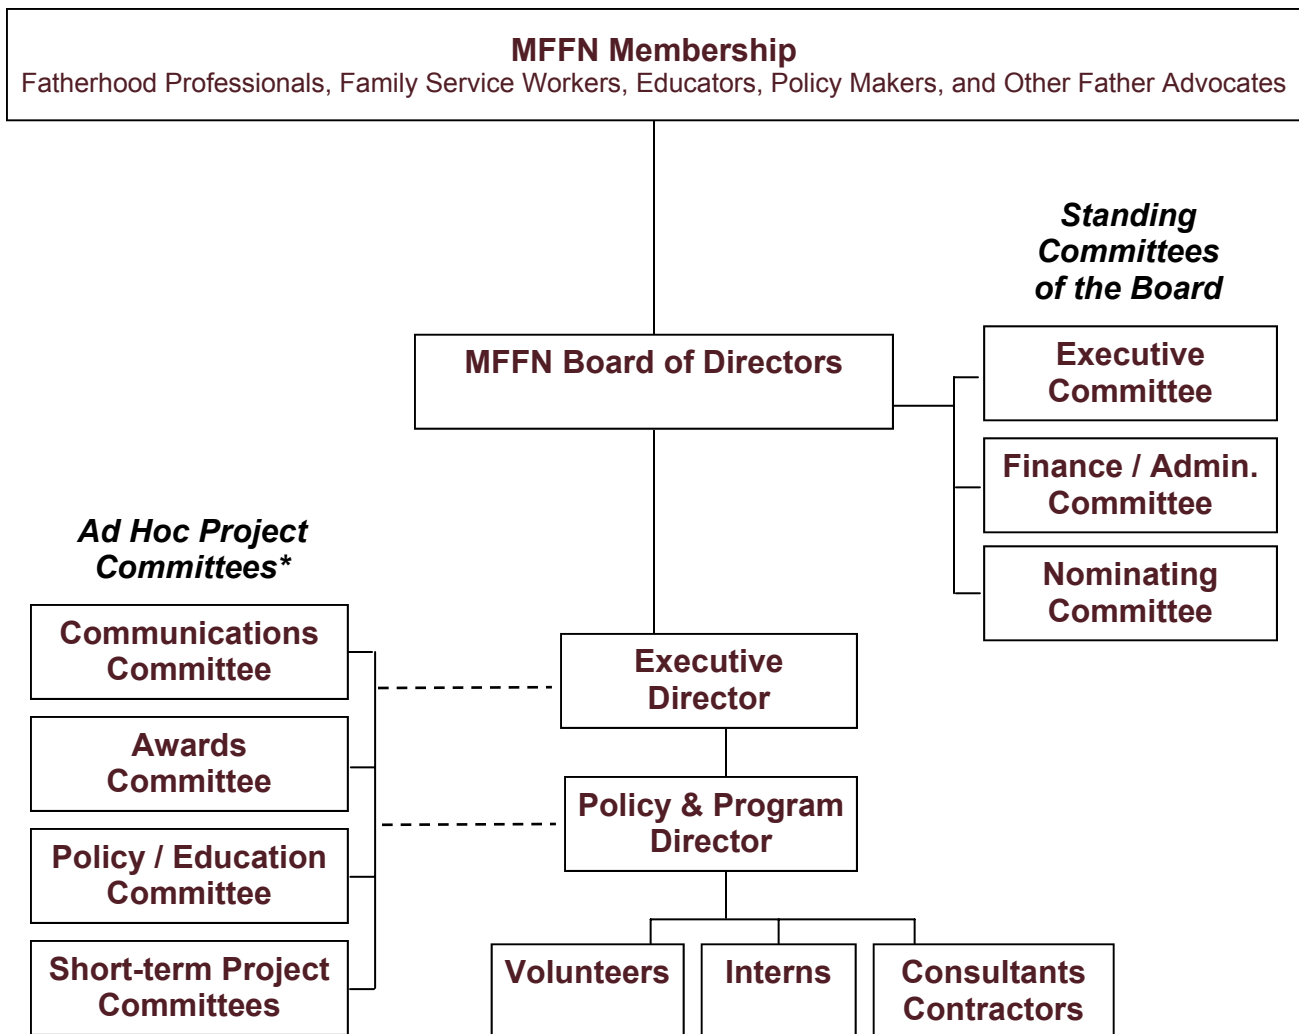 MFFN Membership
Fatherhood Professionals, Family Service Workers, Educators, Policy Makers, and Other Father Advocates
Standing
Committees
of the Board
MFFN Board of Directors
Executive
Committee
Finance / Admin.
Committee
Nominating
Committee
Ad Hoc Project
Committees*
Communications
Committee
Awards
Committee
Policy / Education
Committee
Short-term Project
Committees
Executive
Director
Policy & Program
Director
Volunteers
Interns
Consultants
Contractors